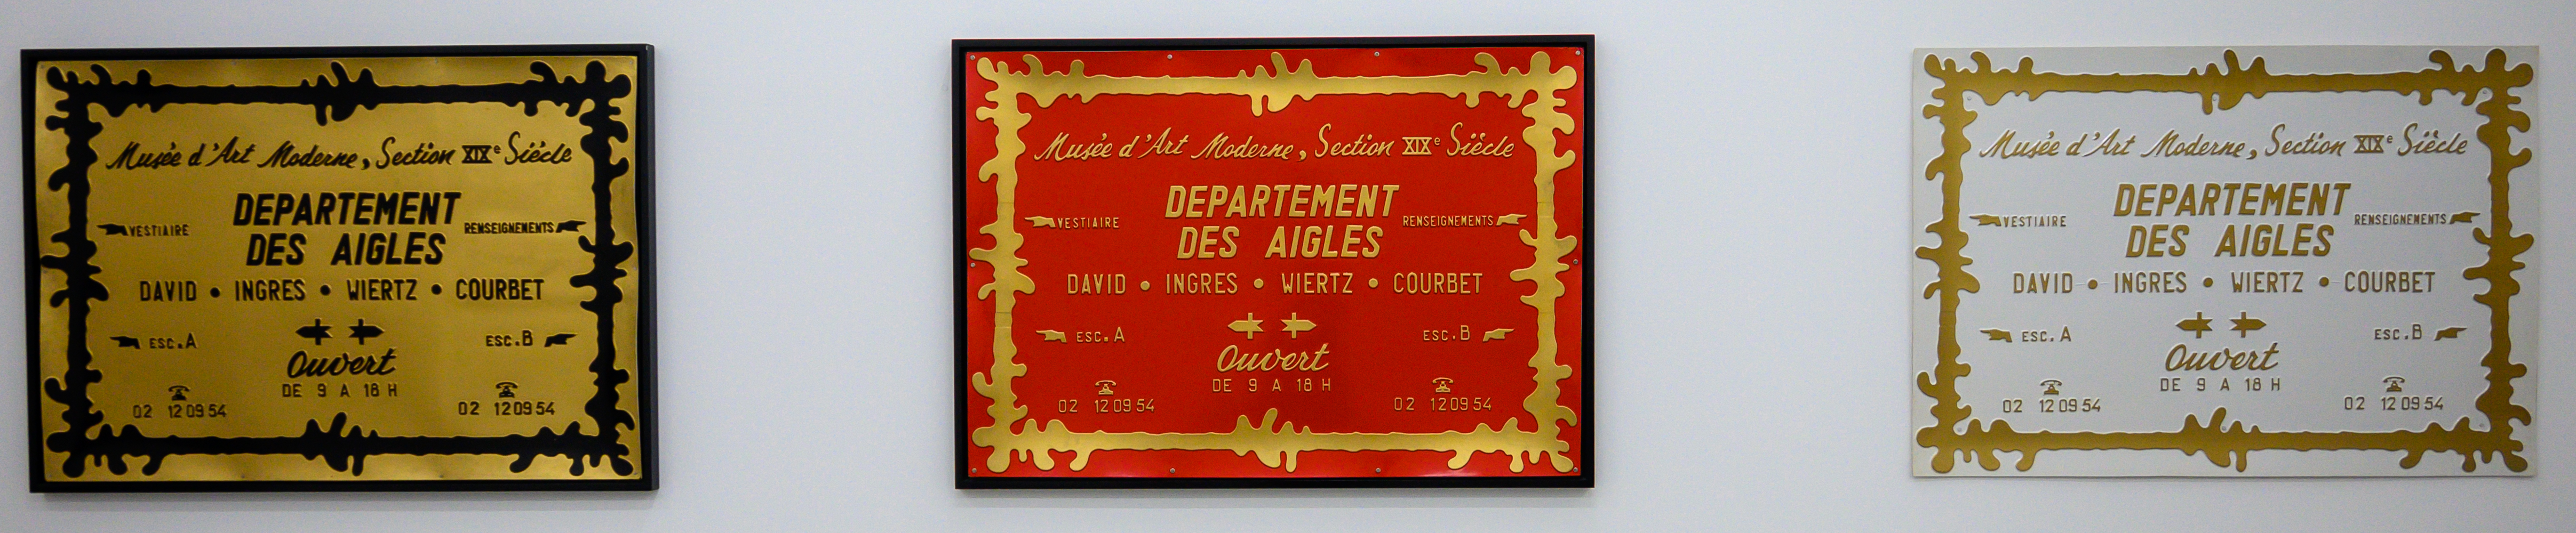 Musée d'Art Moderne, Section XIXe Siècle
DEPARTEMENT
DES AIGLES
VESTIAIRE
RENSEIGNEMENTS
DAVID • INGRES • WIERTZ • COURBET
ESC.A
ESC.B
Ouvert
DE 9 A 18 H
02 12 09 54
02 12 09 54
Musée d'Art Moderne, Section XIXe Siècle
DEPARTEMENT
DES AIGLES
VESTIAIRE
RENSEIGNEMENTS
DAVID • INGRES • WIERTZ • COURBET
ESC.A
ESC.B
Ouvert
DE 9 A 18 H
02 12 09 54
02 12 09 54
Musée d'Art Moderne, Section XIXe Siècle
DEPARTEMENT
DES AIGLES
VESTIAIRE
RENSEIGNEMENTS
DAVID • INGRES • WIERTZ • COURBET
ESC.A
ESC.B
Ouvert
DE 9 A 18 H
02 12 09 54
02 12 09 54